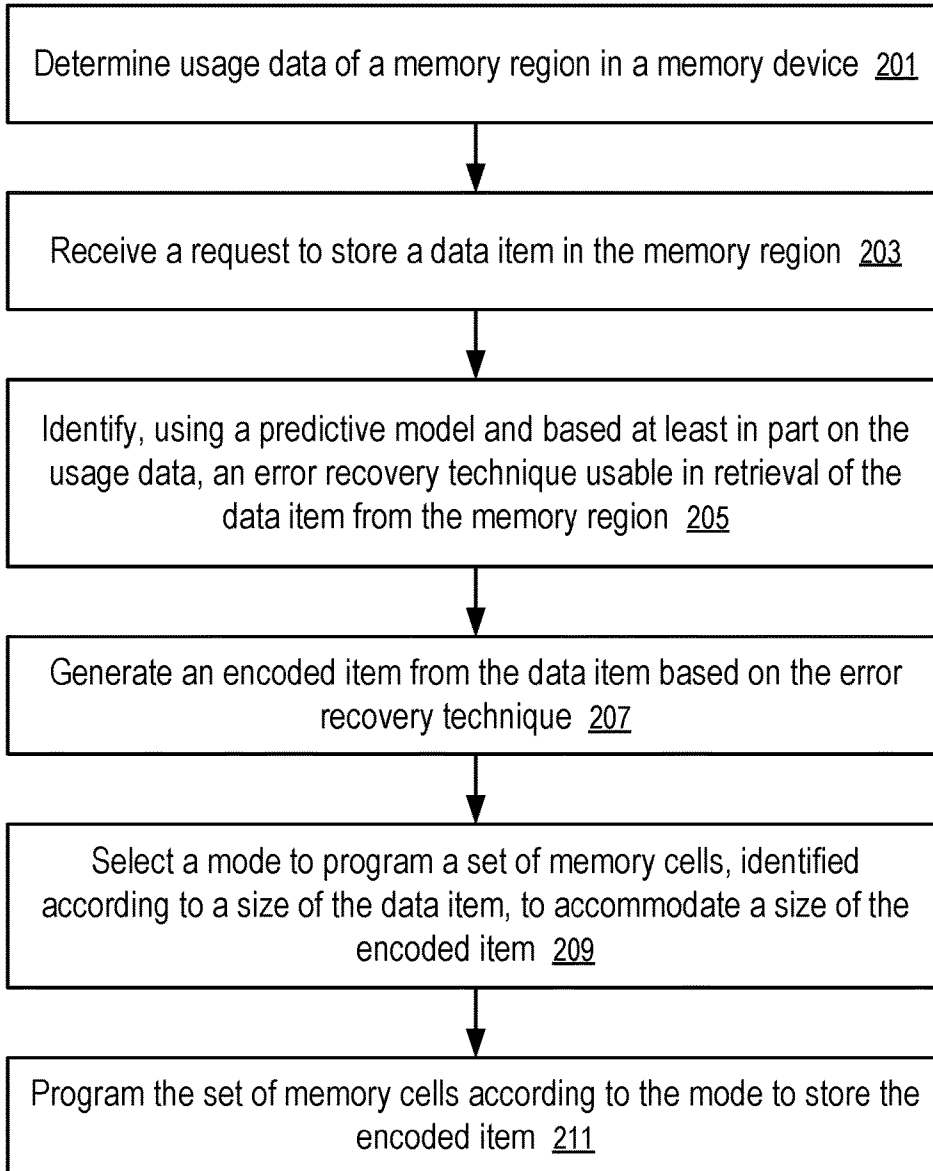 Determine usage data of a memory region in a memory device 201
Receive a request to store a data item in the memory region 203
Identify, using a predictive model and based at least in part on the
usage data, an error recovery technique usable in retrieval of the
data item from the memory region 205
Generate an encoded item from the data item based on the error
recovery technique 207
Select a mode to program a set of memory cells, identified
according to a size of the data item, to accommodate a size of the
encoded item 209
Program the set of memory cells according to the mode to store the
encoded item 211